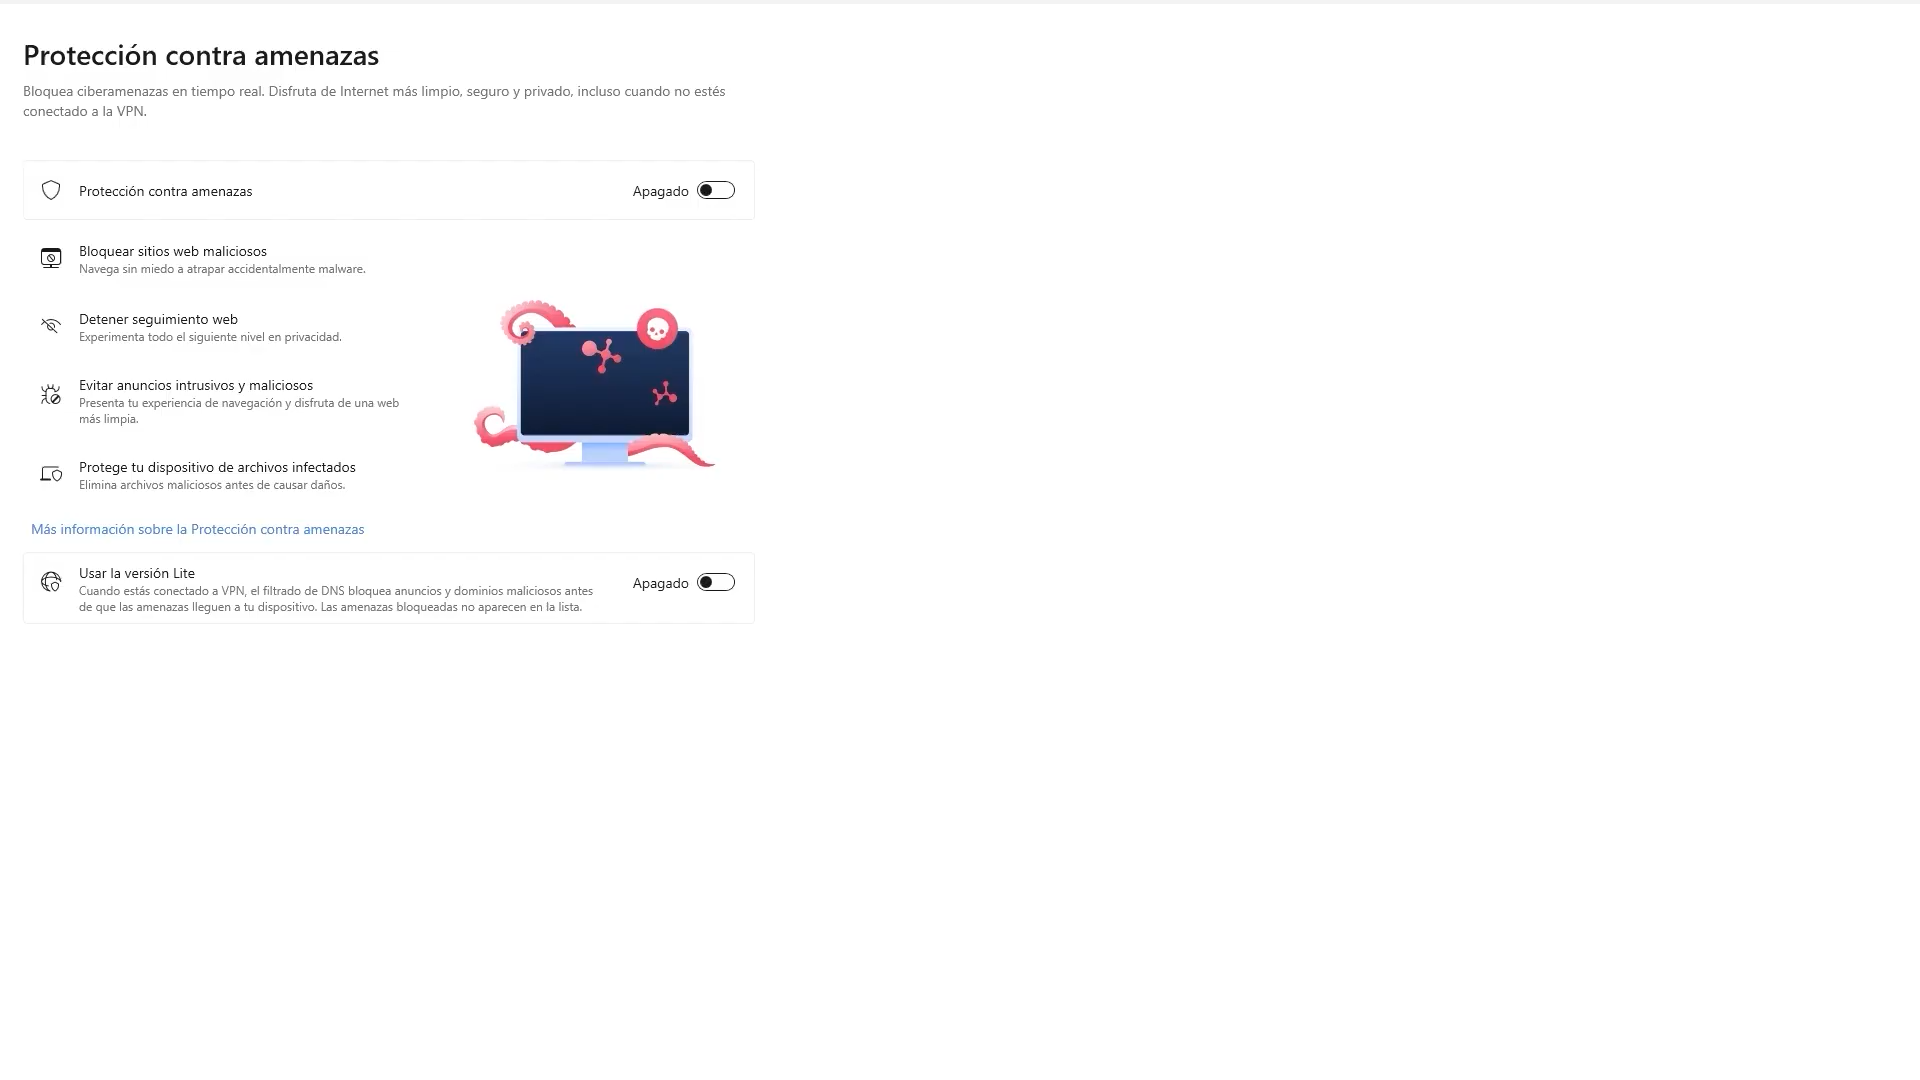 Protección contra amenazas
Bloquea ciberamenazas en tiempo real. Disfruta de Internet más limpio, seguro y privado, incluso cuando no estés
conectado a la VPN.
Protección contra amenazas
Apagado
Bloquear sitios web maliciosos
Navega sin miedo a atrapar accidentalmente malware.
Detener seguimiento web
Experimenta todo el siguiente nivel en privacidad.
Evitar anuncios intrusivos y maliciosos
Presenta tu experiencia de navegación y disfruta de una web
más limpia.
Protege tu dispositivo de archivos infectados
Elimina archivos maliciosos antes de causar daños.
Más información sobre la Protección contra amenazas
Usar la versión Lite
Cuando estás conectado a VPN, el filtrado de DNS bloquea anuncios y dominios maliciosos antes
de que las amenazas lleguen a tu dispositivo. Las amenazas bloqueadas no aparecen en la lista.
Apagado